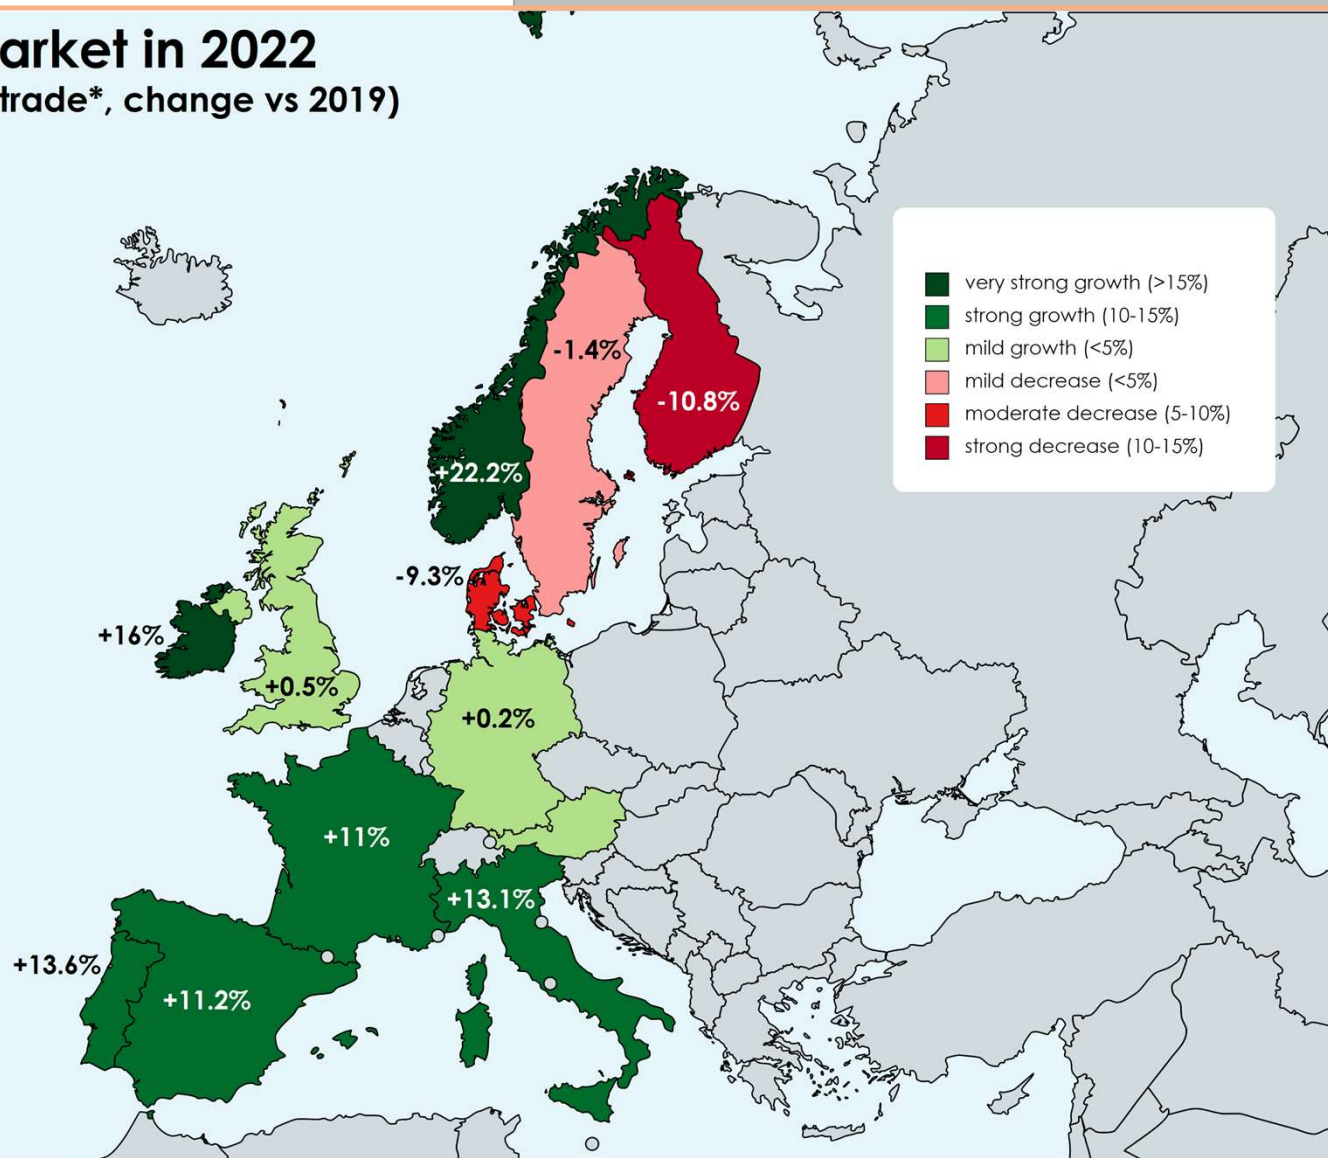 arket in 2022
trade*, change vs 2019)
very strong growth (>15%)
strong growth (10-15%)
mild growth (<5%)
mild decrease (<5%)
moderate decrease (5-10%)
strong decrease (10-15%)
-1.4%
-10.8%
+22.2%
-9.3%
+16%
+0.5%
+0.2%
+11%
+13.1%
+13.6%
+11.2%